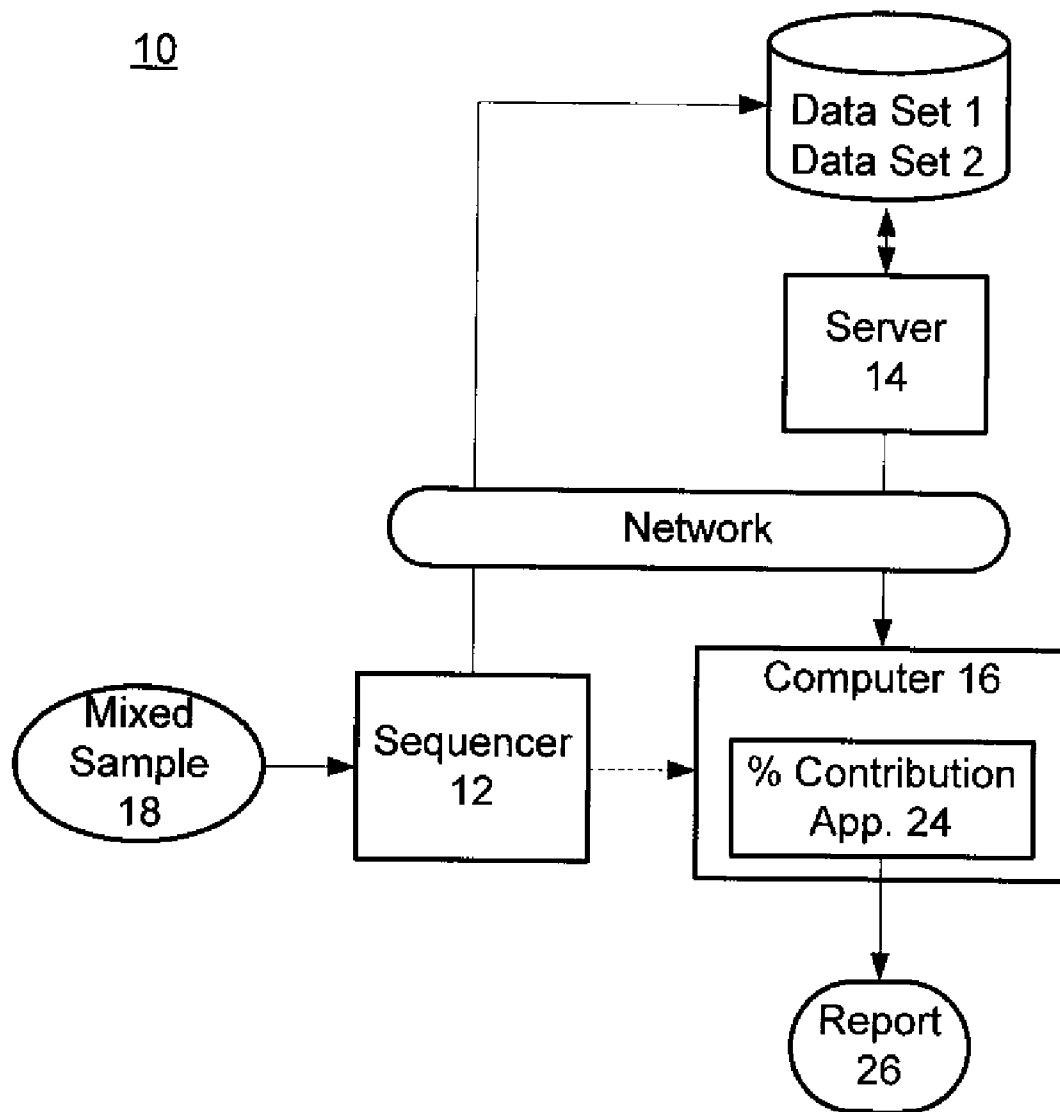 10
Data Set 1
Data Set 2
Server
14
Network
Mixed
Sample
18
Sequencer
12
Computer 16
% Contribution
App. 24
Report
26